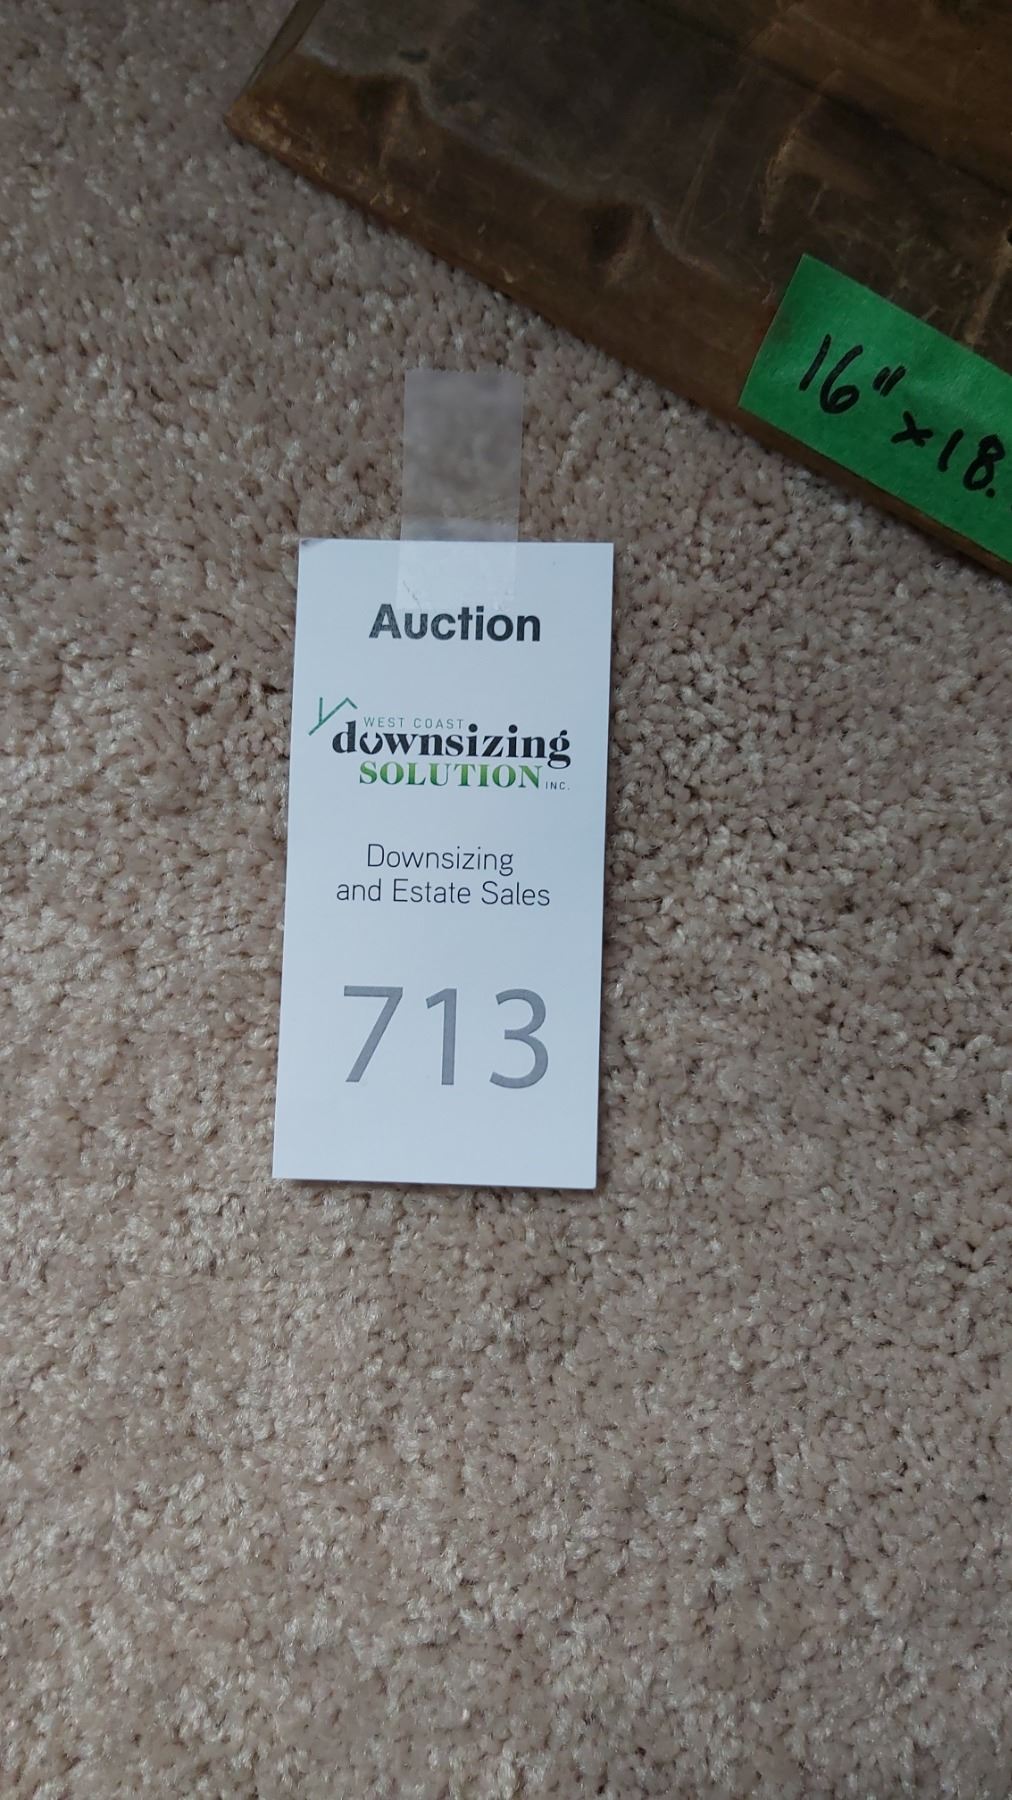 16" x 18.
Auction
WEST COAST
downsizing
SOLUTION INC.
Downsizing
and Estate Sales
713